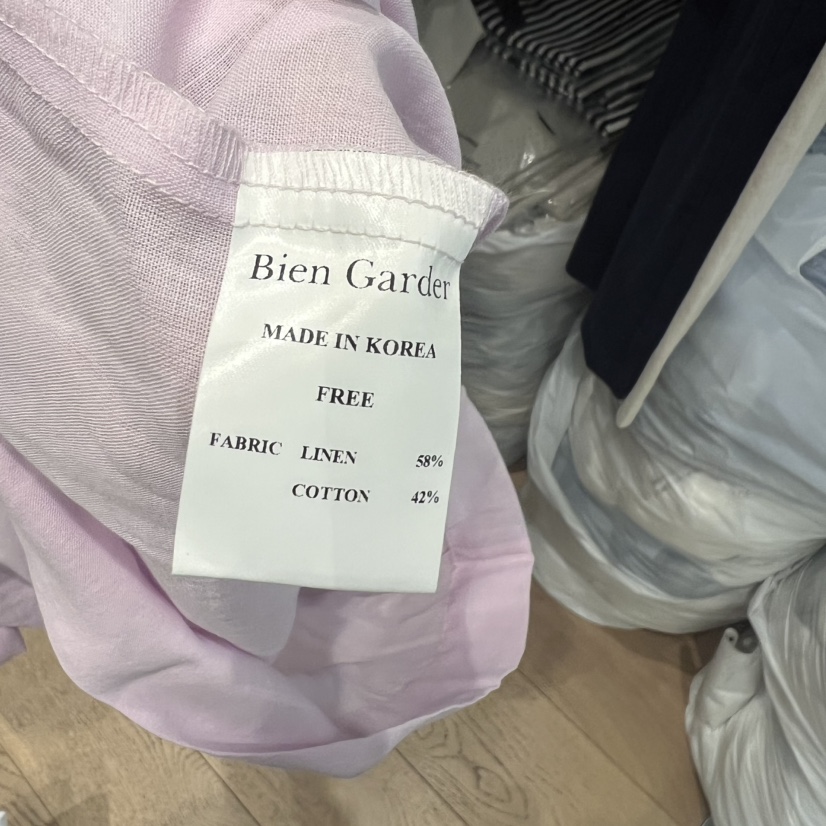 Bien Garder
MADE IN KOREA
FREE
FABRIC LINEN 58%
COTTON 42%